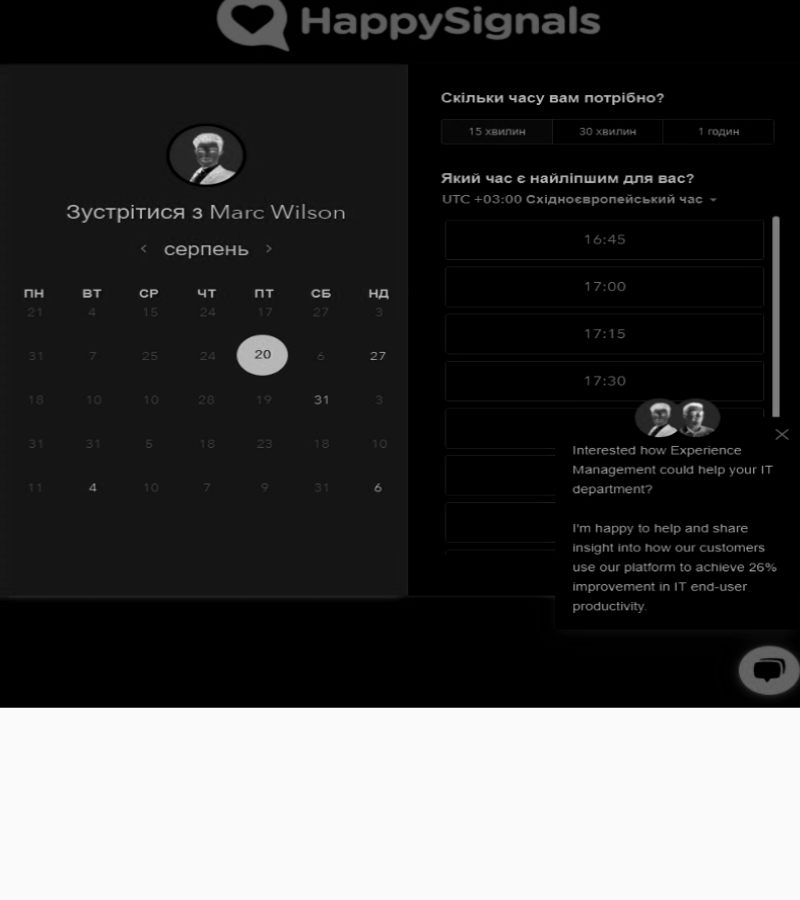 HappySignals
Зустрітися з Marc Wilson
серпень
ПН ВТ СР ЧТ ПТ СБ НД
21 4 15 24 17 27 3
31 7 25 24 20 6 27
18 10 10 28 19 31 3
31 31 5 18 23 18 10
11 4 10 7 9 31 6
Скільки часу вам потрібно?
15 хвилин 30 хвилин 1 годин
Який час є найліпшим для вас?
UTC +03:00 Східноєвропейський час
16:45
17:00
17:15
17:30
Interested how Experience
Management could help your IT
department?
I'm happy to help and share
insight into how our customers
use our platform to achieve 26%
improvement in IT end-user
productivity.